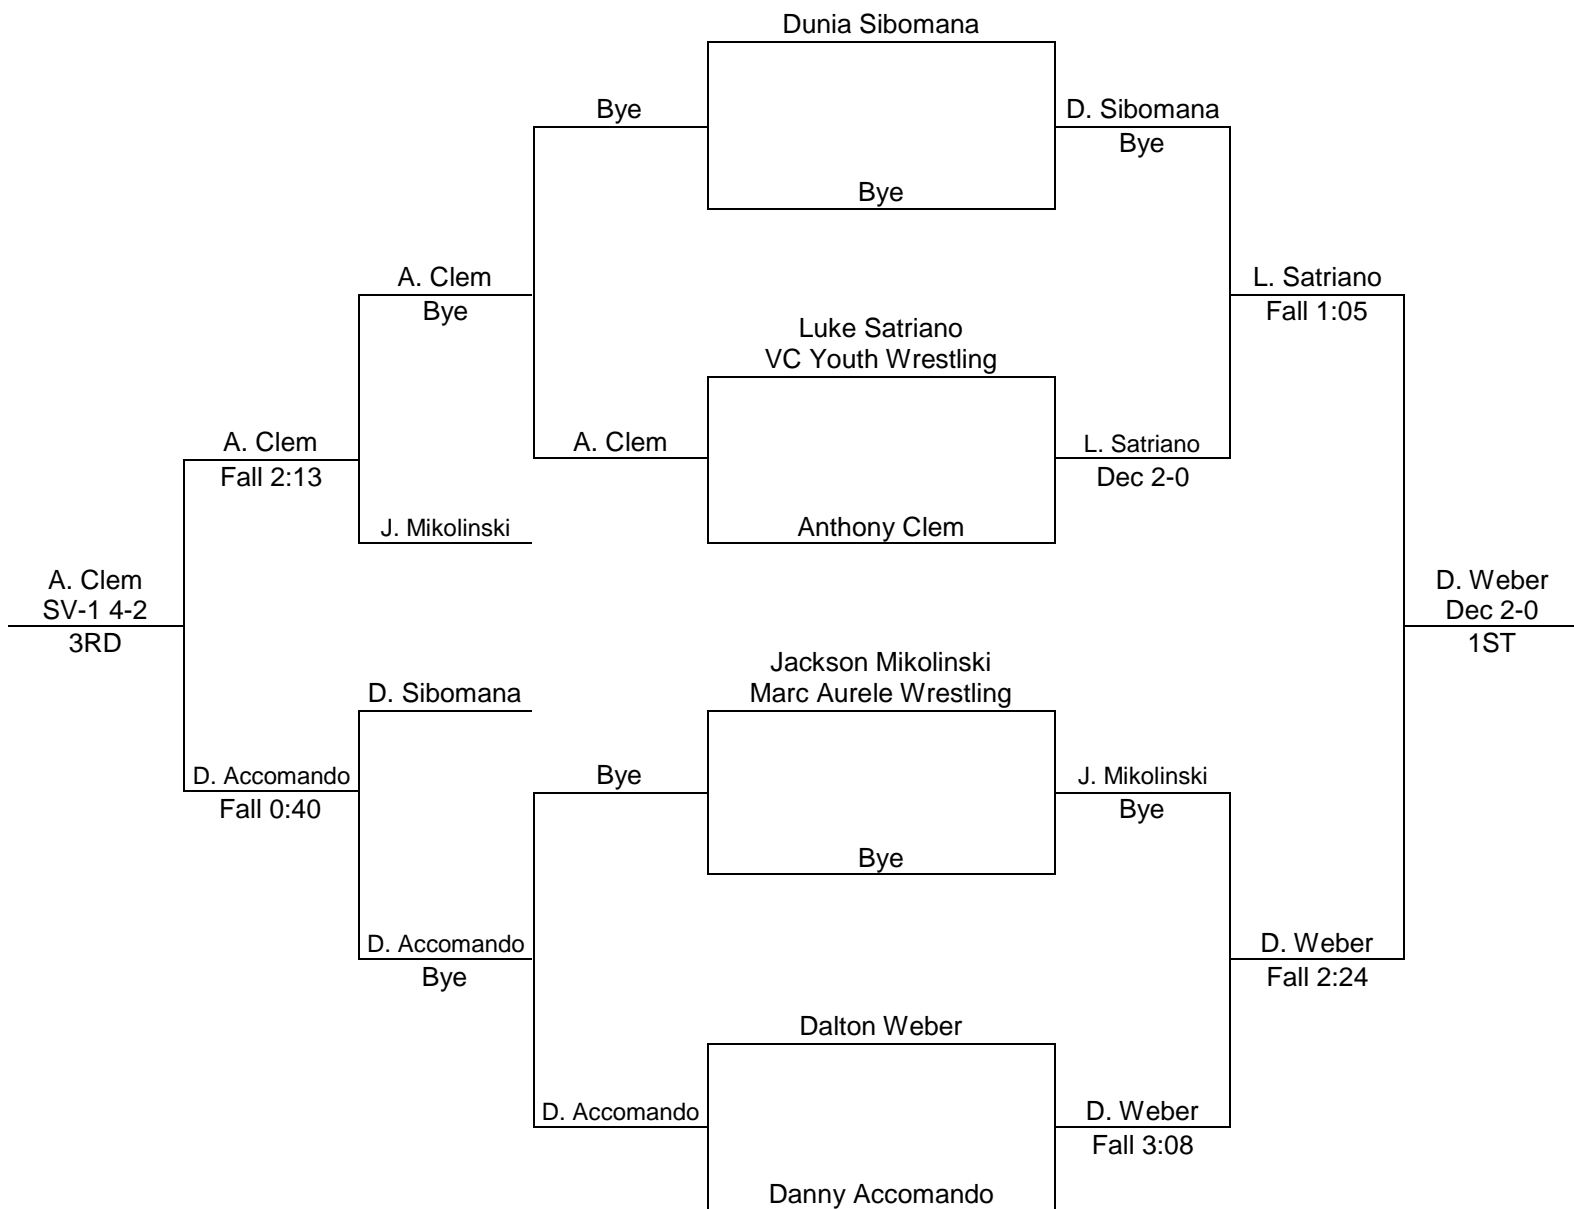 Dunia Sibomana
Bye
D. Sibomana
Bye
Bye
A. Clem
Bye
L. Satriano
Fall 1:05
Luke Satriano
VC Youth Wrestling
A. Clem
Fall 2:13
A. Clem
L. Satriano
Dec 2-0
J. Mikolinski
Anthony Clem
A. Clem
SV-1 4-2
3RD
D. Weber
Dec 2-0
1ST
Jackson Mikolinski
Marc Aurele Wrestling
D. Sibomana
D. Accomando
Fall 0:40
Bye
J. Mikolinski
Bye
Bye
D. Accomando
Bye
D. Weber
Fall 2:24
Dalton Weber
D. Accomando
D. Weber
Fall 3:08
Danny Accomando